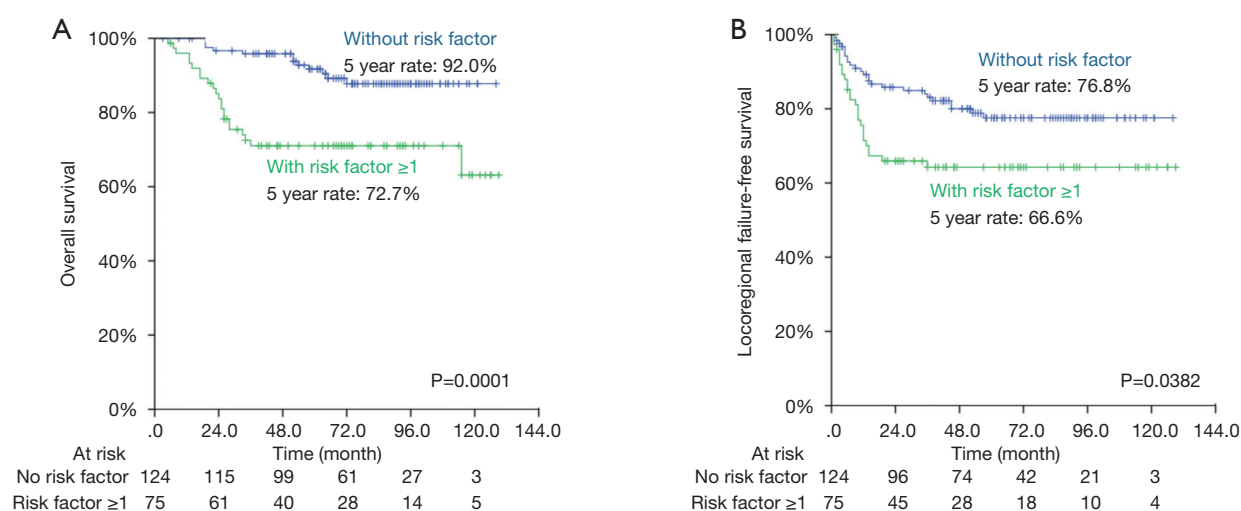 A
100%
80%
60%
40%
20%
0%
Overall survival
Without risk factor
5 year rate: 92.0%
With risk factor ≥1
5 year rate: 72.7%
P=0.0001
.0 24.0 48.0 72.0 96.0 120.0 144.0
At risk Time (month)
No risk factor 124 115 99 61 27 3
Risk factor ≥1 75 61 40 28 14 5
B
100%
80%
60%
40%
20%
0%
Locoregional failure-free survival
Without risk factor
5 year rate: 76.8%
With risk factor ≥1
5 year rate: 66.6%
P=0.0382
.0 24.0 48.0 72.0 96.0 120.0 144.0
At risk Time (month)
No risk factor 124 96 74 42 21 3
Risk factor ≥1 75 45 28 18 10 4